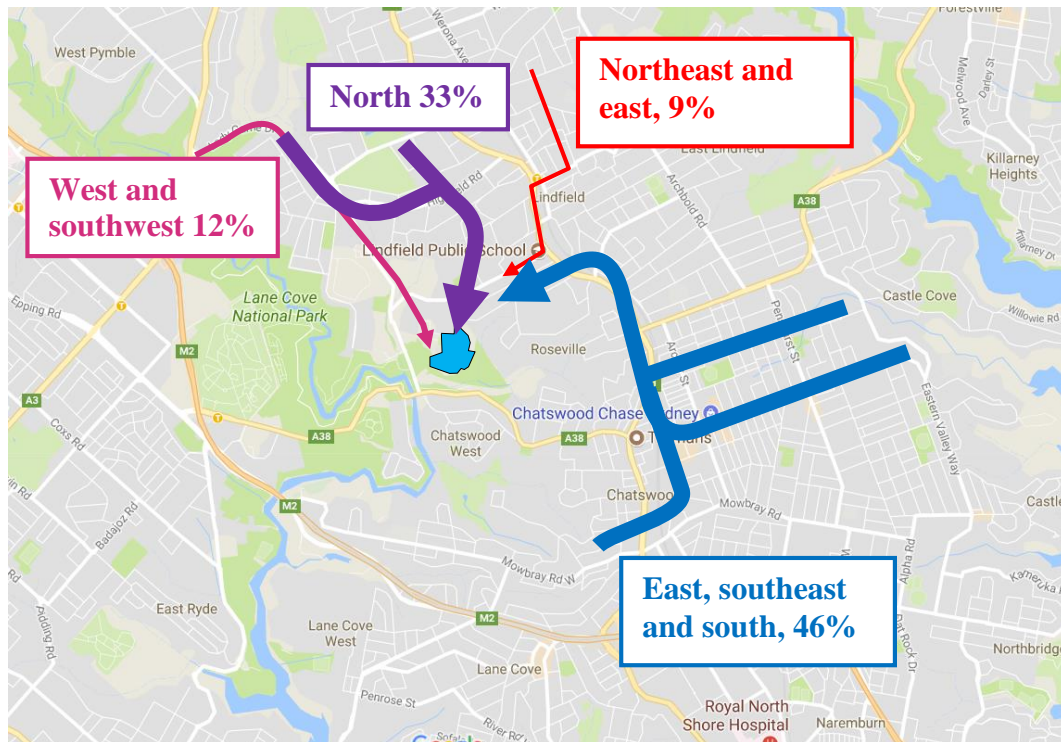 Forestville
West Pymble
Werona Ave
Melwood Ave
Darley St
North 33%
Northeast and
east, 9%
East Lindfield
Killarney
Heights
West and
southwest 12%
Archbold Rd
Lindfield
A38
Lindfield Public School
Epping Rd
Lane Cove
National Park
Castle Cove
Willowie Rd
M2
Roseville
A3
Coxs Rd
Chatswood Chase Sydney
A38
A38
Eastern Valley Way
Chatswood
West
Chatswood
Mowbray Rd
M2
Badajoz Rd
Mowbray Rd W
Alpha Rd
East Ryde
East, southeast
and south, 46%
Lane Cove
West
M2
Flat Rock Dr
Northbridge
Lane Cove
Penrose St
Royal North
Shore Hospital
Naremburn
River Rd